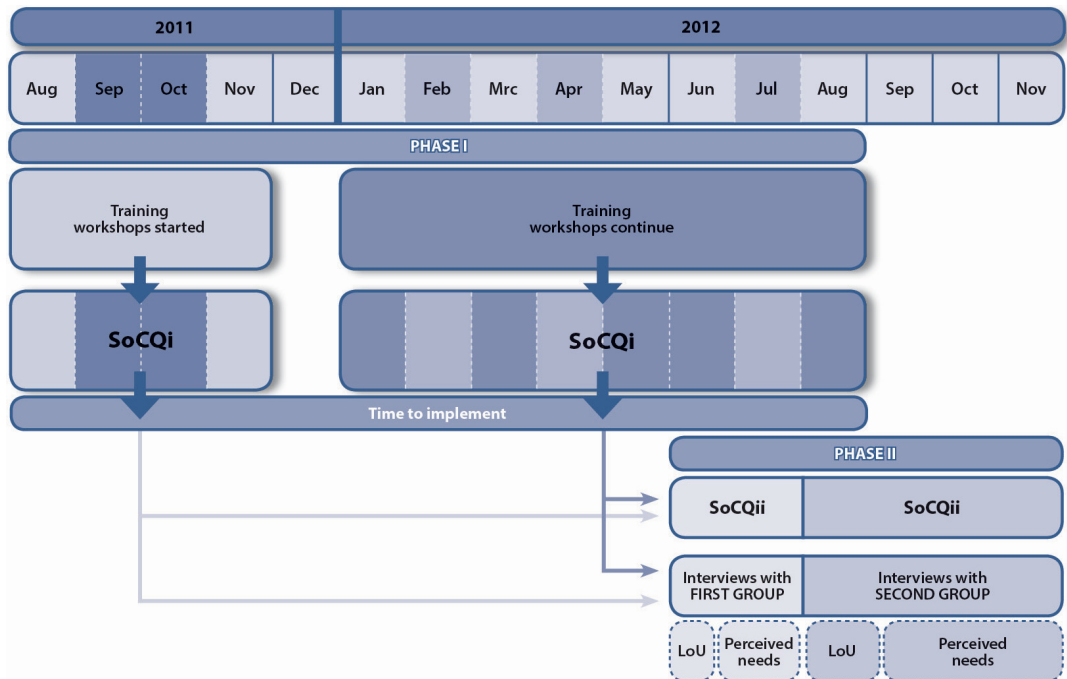 2011
2012
Aug Sep Oct Nov Dec Jan Feb Mrc Apr May Jun Jul Aug Sep Oct Nov
PHASE I
Training
workshops started
Training
workshops continue
SoCQi
SoCQi
Time to implement
PHASE II
SoCQii
SoCQii
Interviews with
FIRST GROUP
Interviews with
SECOND GROUP
LoU
Perceived
needs
LoU
Perceived
needs